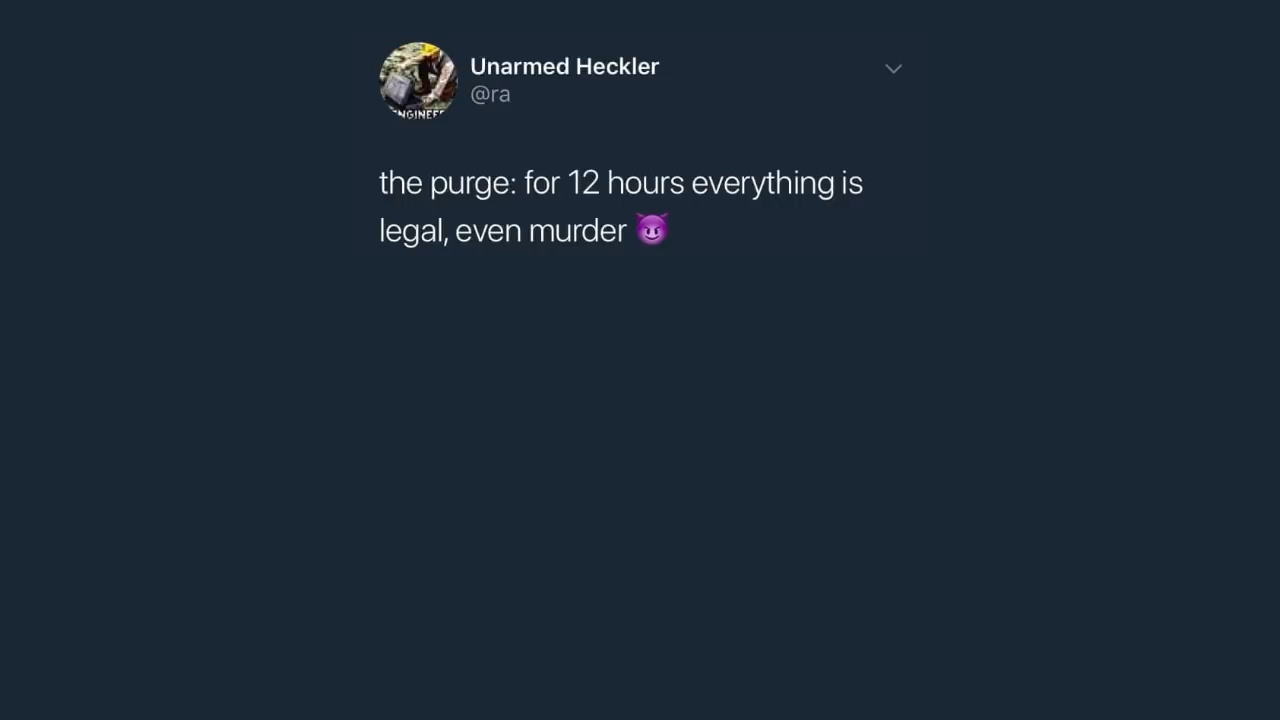 Unarmed Heckler
@ra
the purge: for 12 hours everything is
legal, even murder 😈